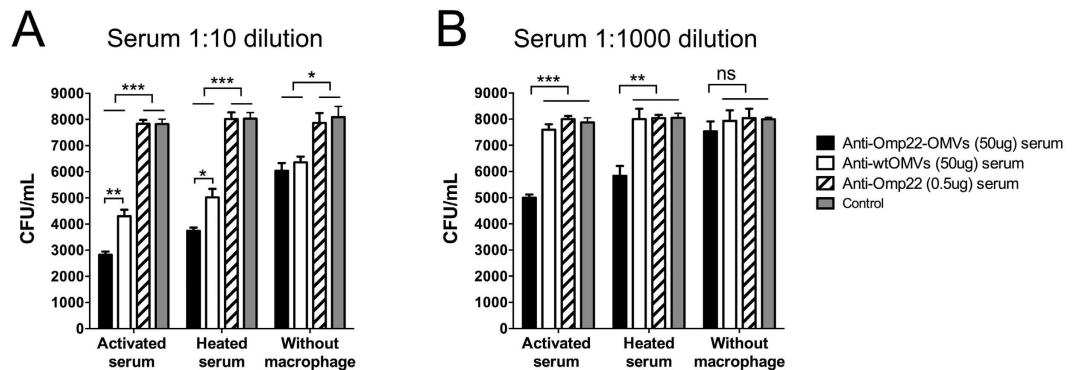 A
Serum 1:10 dilution
CFU/mL
9000
8000
7000
6000
5000
4000
3000
2000
1000
0
***
***
*
**
*
Activated
serum
Heated
serum
Without
macrophage
B
Serum 1:1000 dilution
CFU/mL
9000
8000
7000
6000
5000
4000
3000
2000
1000
0
***
**
ns
Activated
serum
Heated
serum
Without
macrophage
Anti-Omp22-OMVs (50ug) serum
Anti-wtOMVs (50ug) serum
Anti-Omp22 (0.5ug) serum
Control